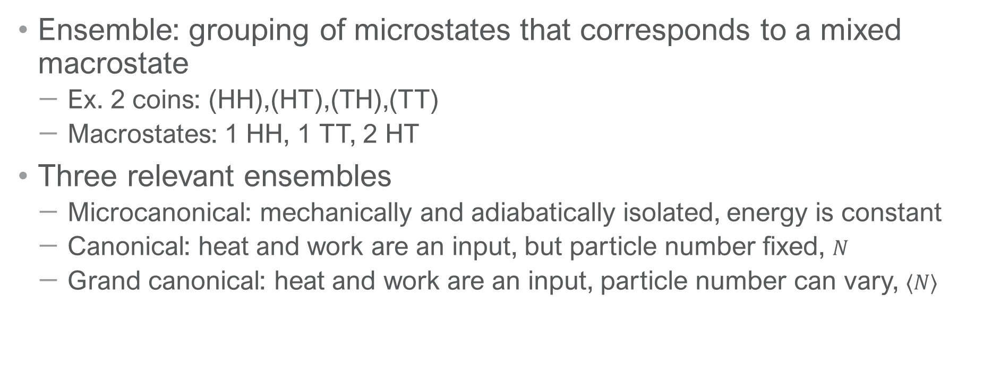 • Ensemble: grouping of microstates that corresponds to a mixed
macrostate
– Ex. 2 coins: (HH),(HT),(TH),(TT)
– Macrostates: 1 HH, 1 TT, 2 HT
• Three relevant ensembles
– Microcanonical: mechanically and adiabatically isolated, energy is constant
– Canonical: heat and work are an input, but particle number fixed, N
– Grand canonical: heat and work are an input, particle number can vary, ⟨N⟩